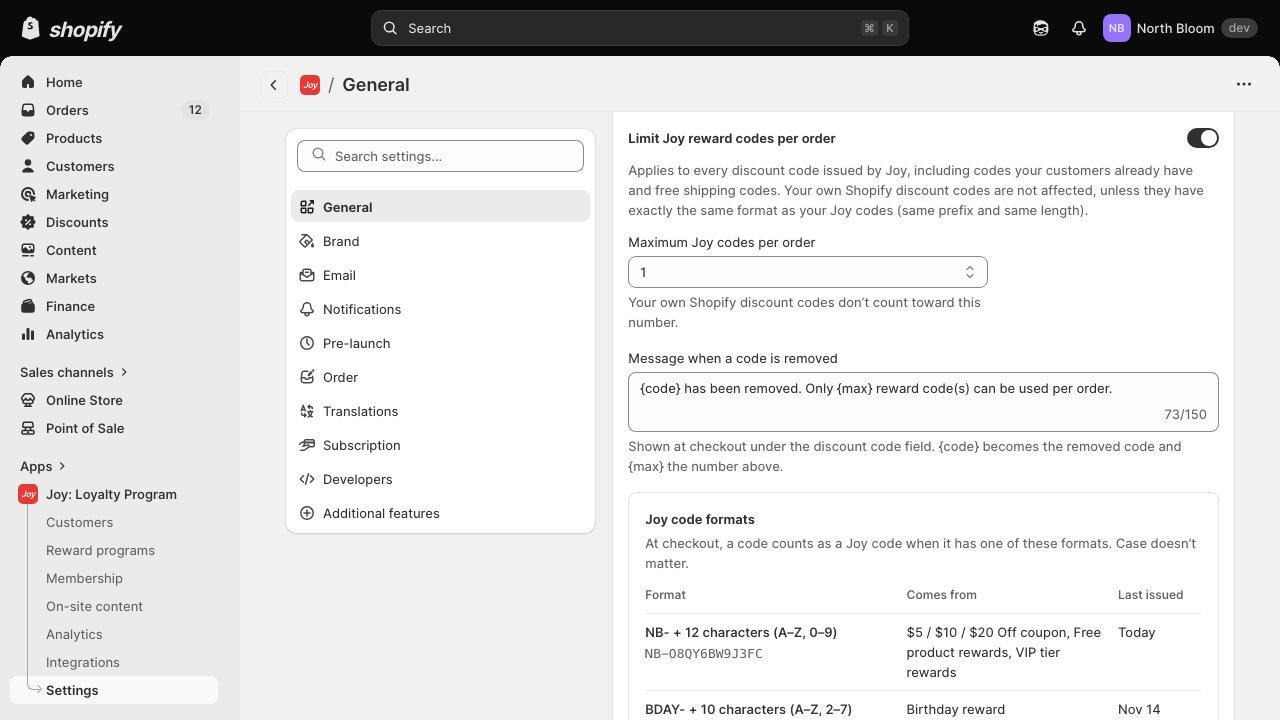 shopify
Search
⌘ K
NB
North Bloom
dev
Home
Orders
12
Products
Customers
Marketing
Discounts
Content
Markets
Finance
Analytics
Sales channels
Online Store
Point of Sale
Apps
Joy
Joy: Loyalty Program
Customers
Reward programs
Membership
On-site content
Analytics
Integrations
Settings
Joy
/ General
Search settings...
General
Brand
Email
Notifications
Pre-launch
Order
Translations
Subscription
Developers
Additional features
Limit Joy reward codes per order
Applies to every discount code issued by Joy, including codes your customers already have
and free shipping codes. Your own Shopify discount codes are not affected, unless they have
exactly the same format as your Joy codes (same prefix and same length).
Maximum Joy codes per order
1
Your own Shopify discount codes don’t count toward this
number.
Message when a code is removed
{code} has been removed. Only {max} reward code(s) can be used per order.
73/150
Shown at checkout under the discount code field. {code} becomes the removed code and
{max} the number above.
Joy code formats
At checkout, a code counts as a Joy code when it has one of these formats. Case doesn’t
matter.
Format
Comes from
Last issued
NB- + 12 characters (A–Z, 0–9)
NB-O8QY6BW9J3FC
$5 / $10 / $20 Off coupon, Free
product rewards, VIP tier
rewards
Today
BDAY- + 10 characters (A–Z, 2–7)
Birthday reward
Nov 14